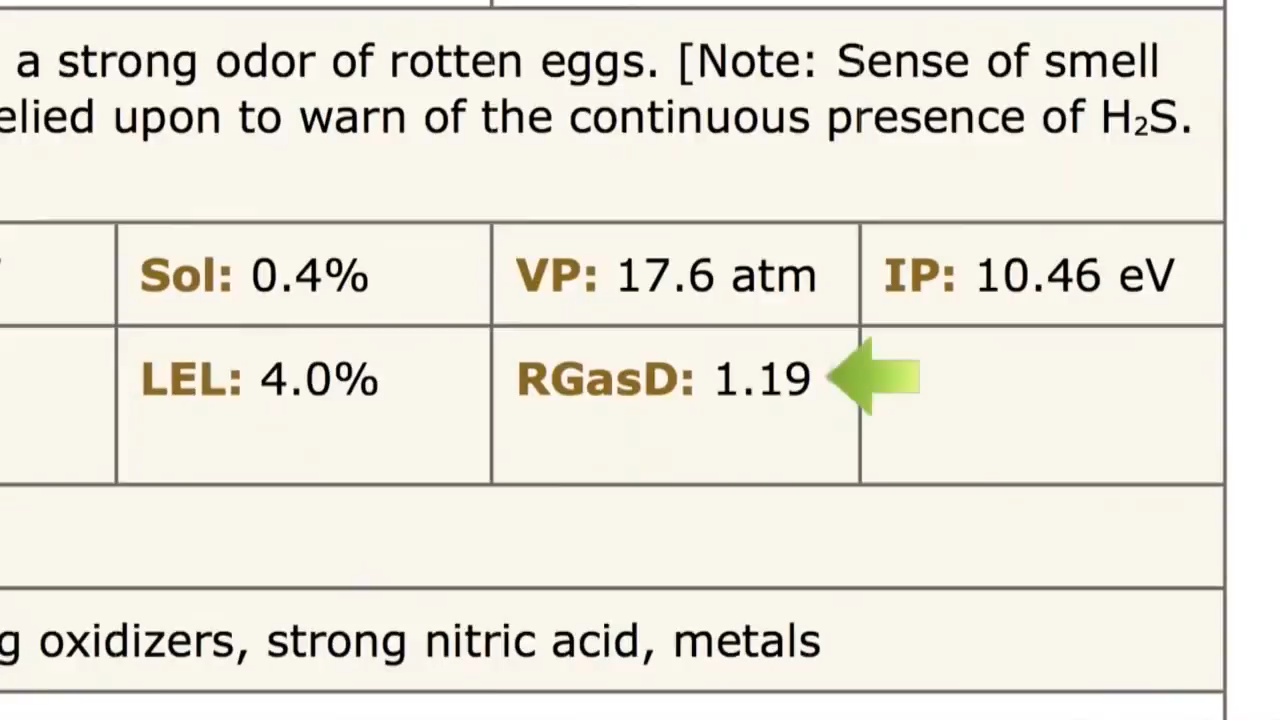 a strong odor of rotten eggs. [Note: Sense of smell
elied upon to warn of the continuous presence of H₂S.
Sol: 0.4% VP: 17.6 atm IP: 10.46 eV
LEL: 4.0% RGasD: 1.19
g oxidizers, strong nitric acid, metals